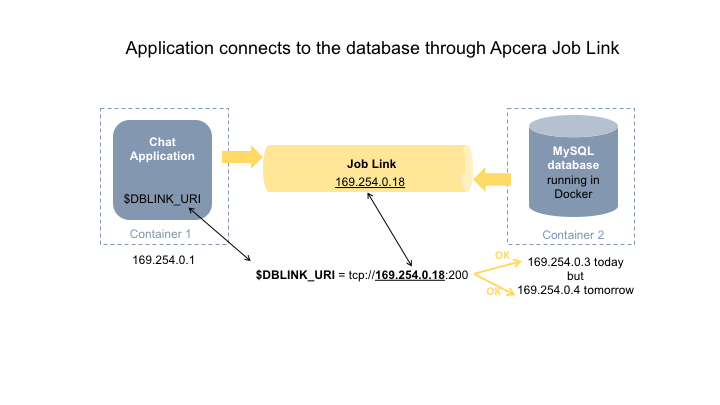 Application connects to the database through Apcera Job Link
Chat
Application
$DBLINK_URI
Container 1
169.254.0.1
Job Link
169.254.0.18
MySQL
database
running in
Docker
Container 2
$DBLINK_URI = tcp://169.254.0.18:200
OK
OK
169.254.0.3 today
but
169.254.0.4 tomorrow